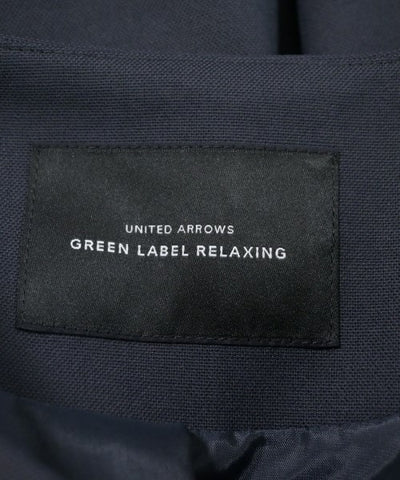 UNITED ARROWS
GREEN LABEL RELAXING